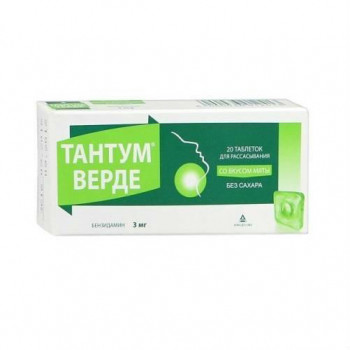 ТАНТУМ®
ВЕРДЕ
БЕНЗИДАМИН 3 мг
20 ТАБЛЕТОК
ДЛЯ РАССАСЫВАНИЯ
СО ВКУСОМ МЯТЫ
БЕЗ САХАРА